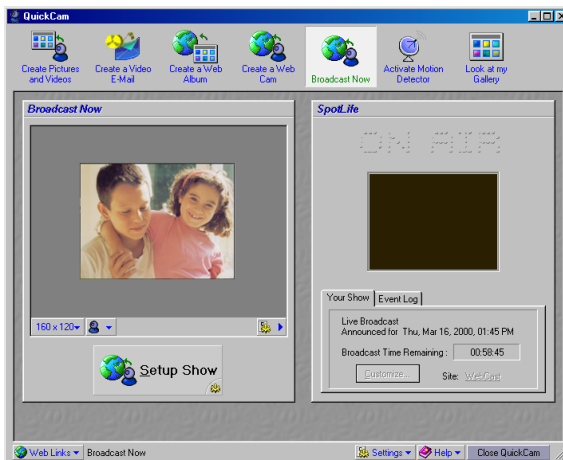 QuickCam
Create Pictures
and Videos
Create a Video
E-Mail
Create a Web
Album
Create a Web
Cam
Broadcast Now
Activate Motion
Detector
Look at my
Gallery
Broadcast Now
SpotLife
ON AIR
160 x 120
Setup Show
Your Show
Event Log
Live Broadcast
Announced for Thu, Mar 16, 2000, 01:45 PM
Broadcast Time Remaining : 00:58:45
Customize... Site: WebCast
Web Links Broadcast Now Settings Help Close QuickCam